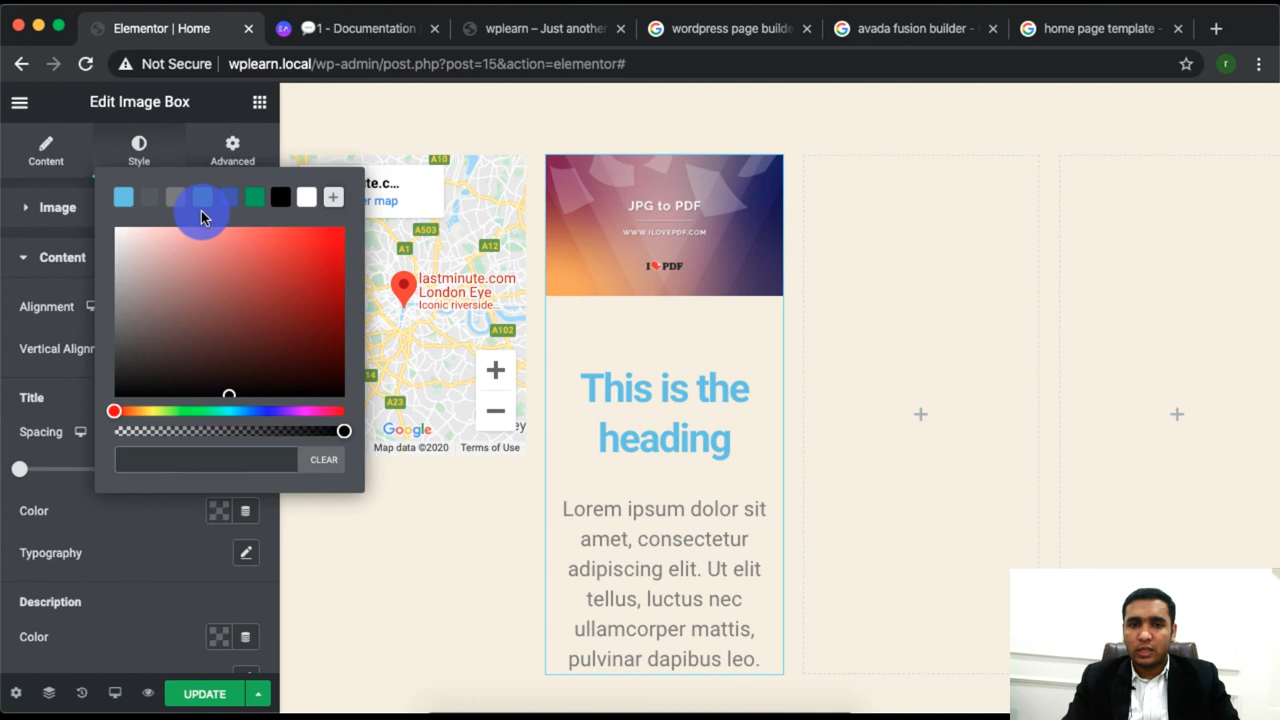 Elementor | Home
1 - Documentation
wplearn – Just another
wordpress page builde
avada fusion builder -
home page template -
Not Secure
wplearn.local/wp-admin/post.php?post=15&action=elementor#
r
Edit Image Box
Content
Style
Advanced
Image
Content
Alignment
Vertical Alignr
Title
Spacing
CLEAR
Color
Typography
Description
Color
UPDATE
A10
ute.c...
er map
A503
A1
A12
lastminute.com
London Eye
Iconic riverside...
A102
14
A23
ey
Google
Map data ©2020
Terms of Use
JPG to PDF
WWW.ILOVEPDF.COM
I PDF
This is the
heading
Lorem ipsum dolor sit
amet, consectetur
adipiscing elit. Ut elit
tellus, luctus nec
ullamcorper mattis,
pulvinar dapibus leo.